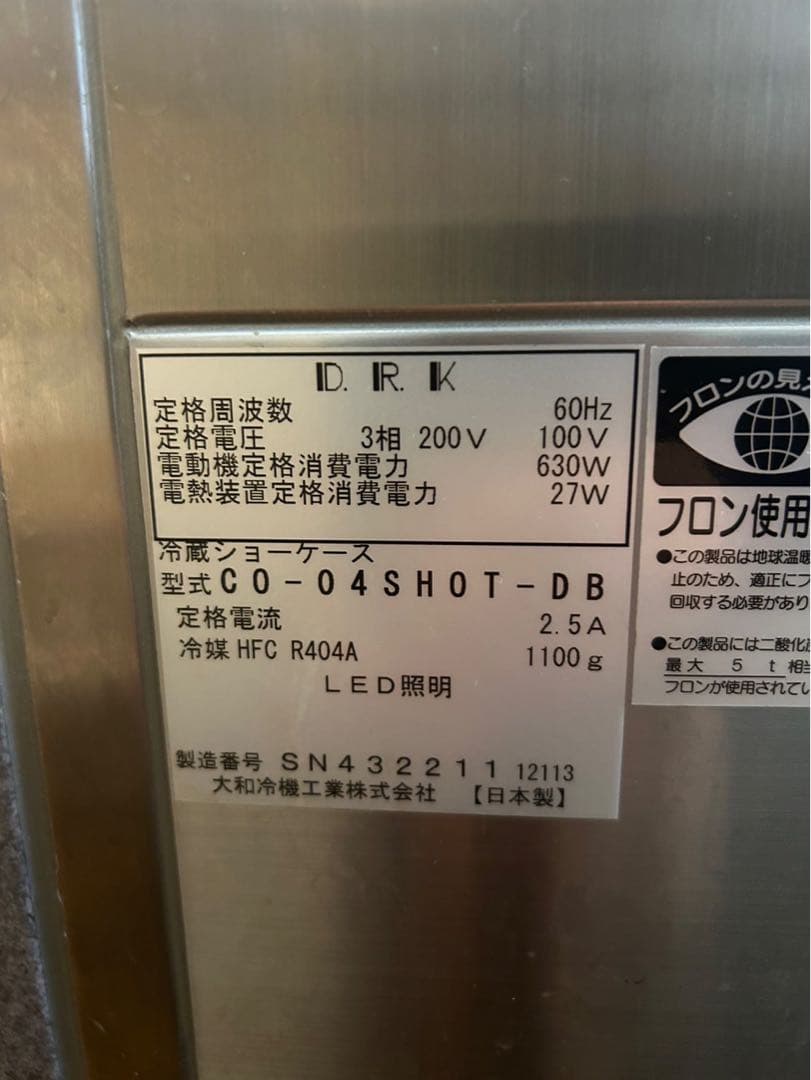 D.R.K
定格周波数 60Hz
定格電圧 3相 200V 100V
電動機定格消費電力 630W
電熱装置定格消費電力 27W
冷蔵ショーケース
型式 CO-04SHOT-DB
定格電流 2.5A
冷媒 HFC R404A 1100g
LED照明
製造番号 SN432211 12113
大和冷機工業株式会社 【日本製】
フロンの見
フロン使用
●この製品は地球温暖
止のため、適正にフ
回収する必要があり
●この製品には二酸化
最大 5 t 相当
フロンが使用されてい